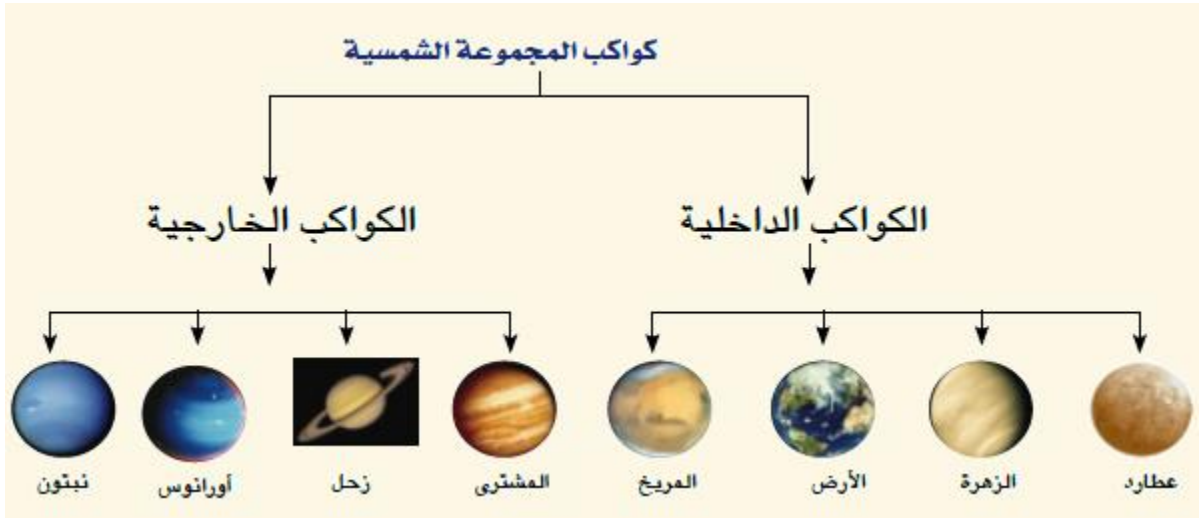 كواكب المجموعة الشمسية
الكواكب الداخلية
الكواكب الخارجية
عطارد
الزهرة
الأرض
المريخ
المشترى
زحل
أورانوس
نبتون